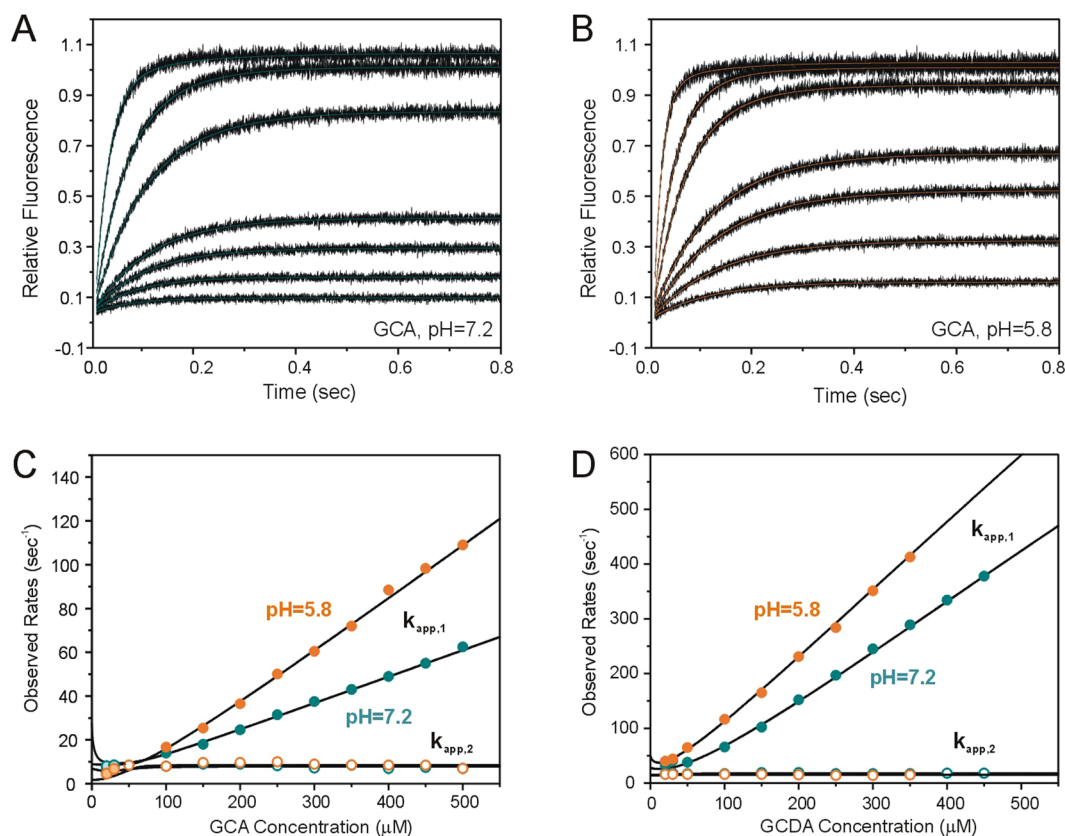 A
1.1
0.9
0.7
0.5
0.3
0.1
-0.1
Relative Fluorescence
GCA, pH=7.2
0.0 0.2 0.4 0.6 0.8
Time (sec)
B
1.1
0.9
0.7
0.5
0.3
0.1
-0.1
Relative Fluorescence
GCA, pH=5.8
0.0 0.2 0.4 0.6 0.8
Time (sec)
C
140
120
100
80
60
40
20
0
Observed Rates (sec-1)
pH=5.8
kapp,1
pH=7.2
kapp,2
0 100 200 300 400 500
GCA Concentration (μM)
D
600
500
400
300
200
100
0
Observed Rates (sec-1)
kapp,1
pH=5.8
pH=7.2
kapp,2
0 100 200 300 400 500
GCDA Concentration (μM)